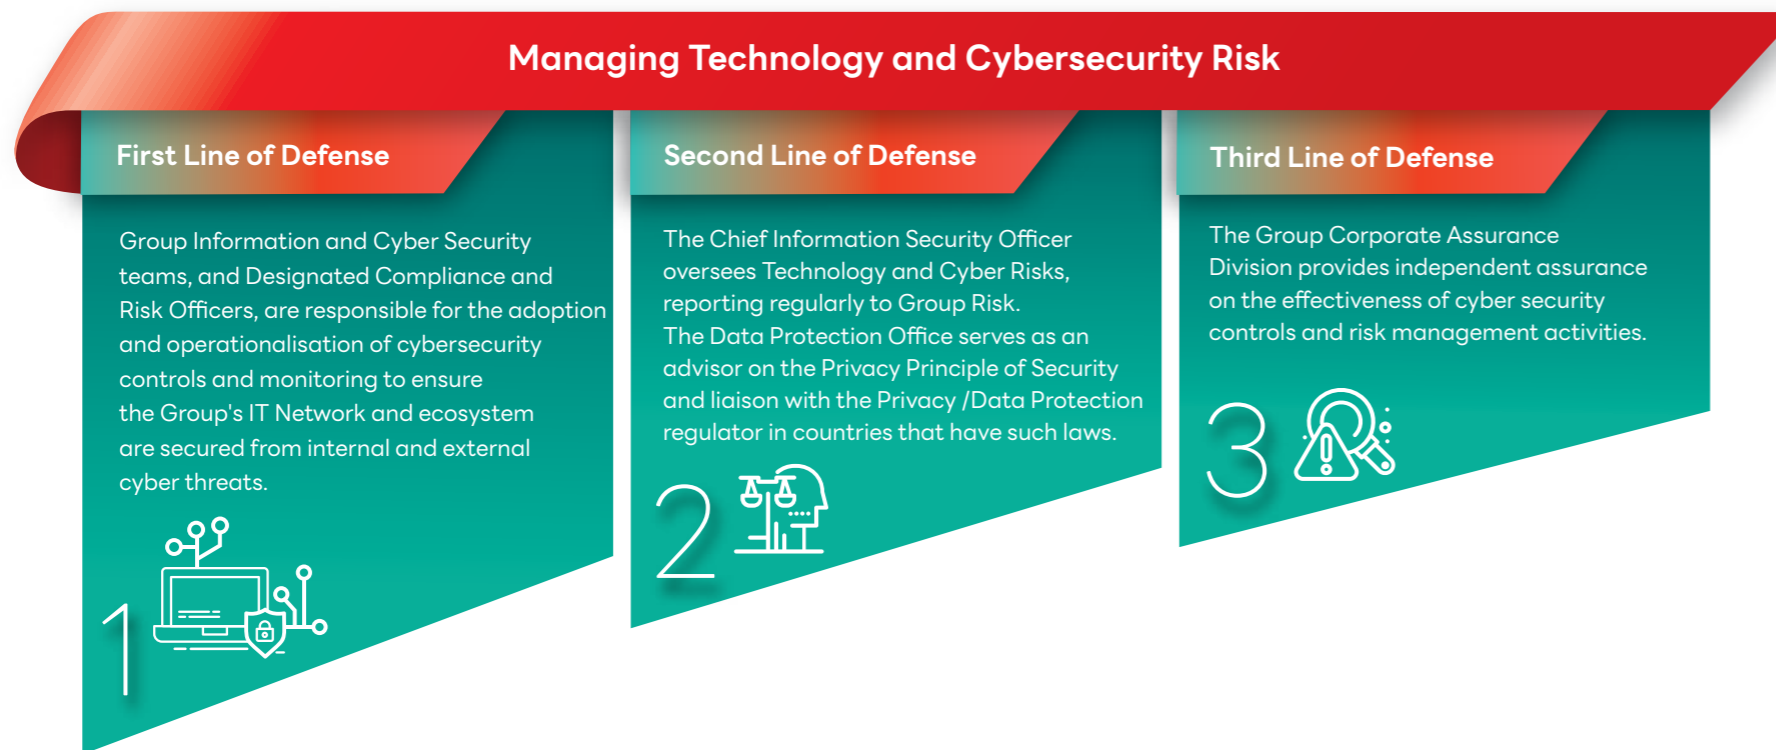 Managing Technology and Cybersecurity Risk
First Line of Defense
Group Information and Cyber Security
teams, and Designated Compliance and
Risk Officers, are responsible for the adoption
and operationalisation of cybersecurity
controls and monitoring to ensure
the Group's IT Network and ecosystem
are secured from internal and external
cyber threats.
1
Second Line of Defense
The Chief Information Security Officer
oversees Technology and Cyber Risks,
reporting regularly to Group Risk.
The Data Protection Office serves as an
advisor on the Privacy Principle of Security
and liaison with the Privacy /Data Protection
regulator in countries that have such laws.
2
Third Line of Defense
The Group Corporate Assurance
Division provides independent assurance
on the effectiveness of cyber security
controls and risk management activities.
3